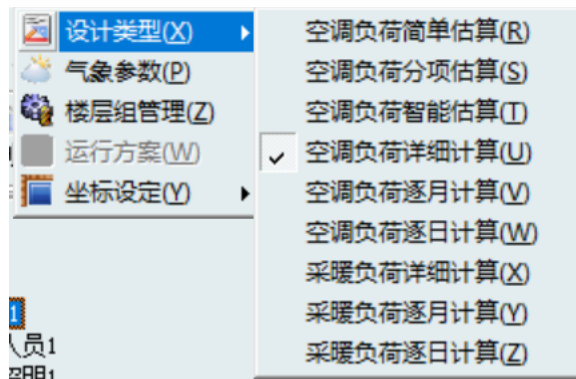 设计类型(X)
气象参数(P)
楼层组管理(Z)
运行方案(W)
坐标设定(Y)
空调负荷简单估算(R)
空调负荷分项估算(S)
空调负荷智能估算(T)
空调负荷详细计算(U)
空调负荷逐月计算(V)
空调负荷逐日计算(W)
采暖负荷详细计算(X)
采暖负荷逐月计算(Y)
采暖负荷逐日计算(Z)
1
人员1